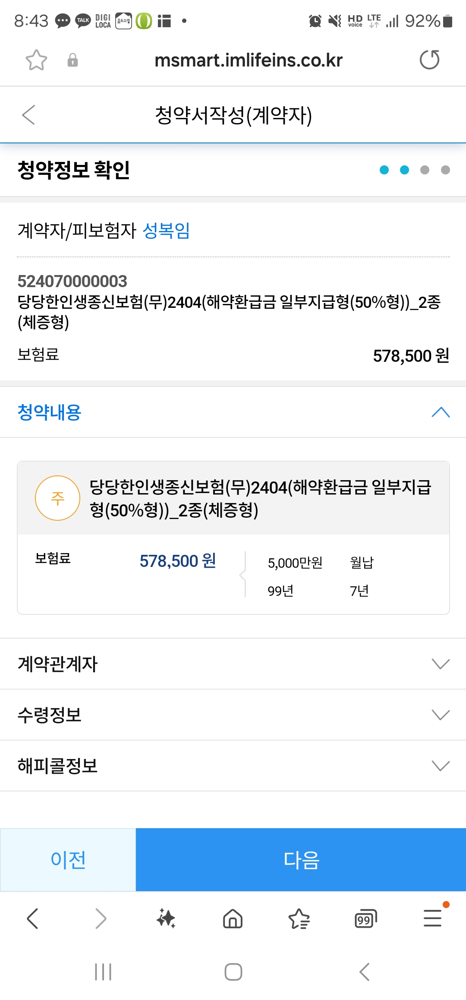 8:43 TALK DIGI LOCA 홈&쇼핑 HD voice LTE 92%
msmart.imlifeins.co.kr
청약서작성(계약자)
청약정보 확인
계약자/피보험자 성복임
524070000003
당당한인생종신보험(무)2404(해약환급금 일부지급형(50%형))_2종
(체증형)
보험료 578,500 원
청약내용
주
당당한인생종신보험(무)2404(해약환급금 일부지급
형(50%형))_2종(체증형)
보험료 578,500 원 5,000만원 월납
99년 7년
계약관계자
수령정보
해피콜정보
이전 다음
99